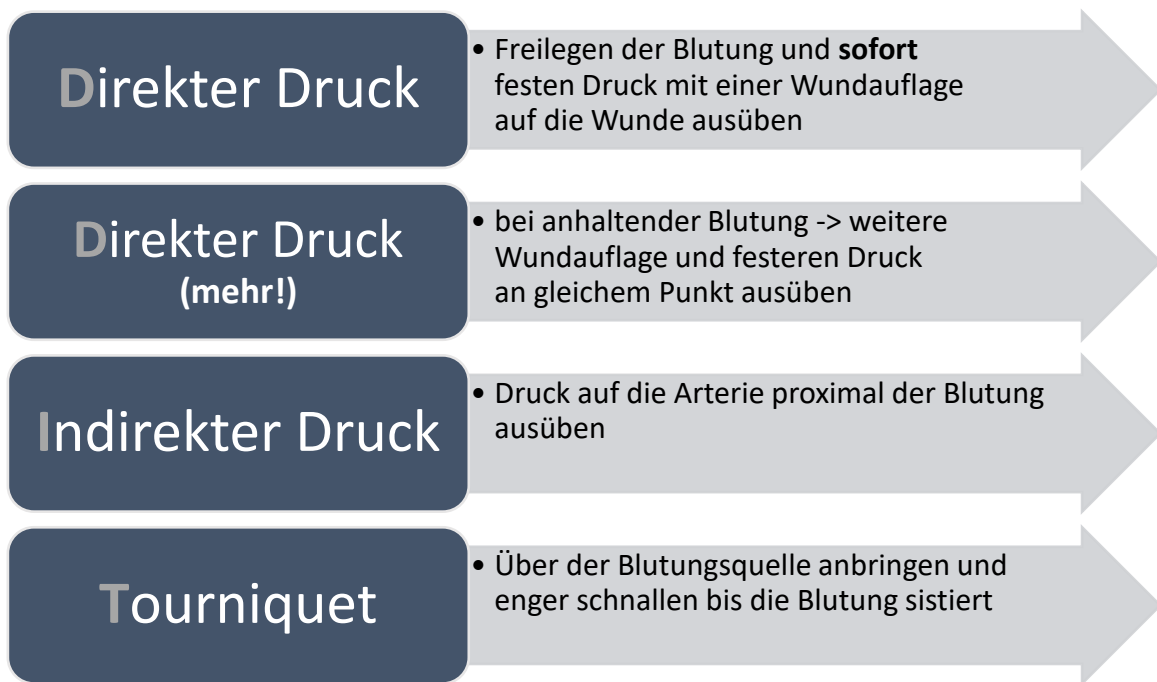 Direkter Druck
• Freilegen der Blutung und sofort
festen Druck mit einer Wundauflage
auf die Wunde ausüben
Direkter Druck
(mehr!)
• bei anhaltender Blutung -> weitere
Wundauflage und festeren Druck
an gleichem Punkt ausüben
Indirekter Druck
• Druck auf die Arterie proximal der Blutung
ausüben
Tourniquet
• Über der Blutungsquelle anbringen und
enger schnallen bis die Blutung sistiert